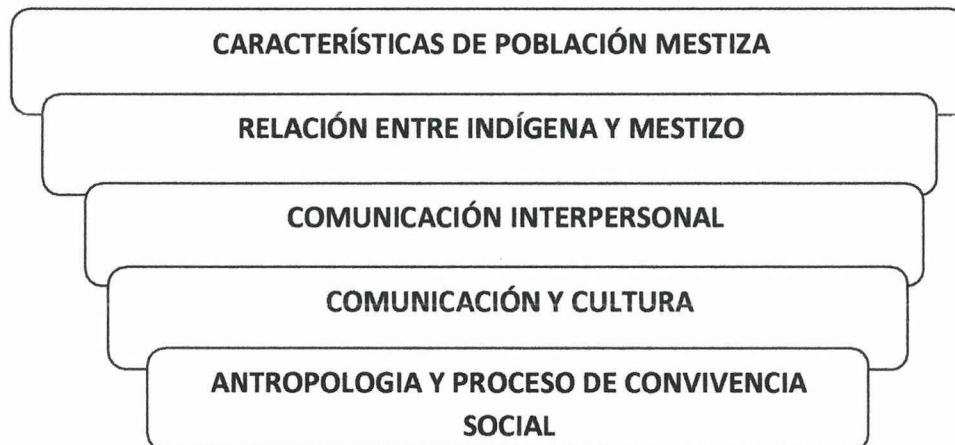 CARACTERÍSTICAS DE POBLACIÓN MESTIZA
RELACIÓN ENTRE INDÍGENA Y MESTIZO
COMUNICACIÓN INTERPERSONAL
COMUNICACIÓN Y CULTURA
ANTROPOLOGIA Y PROCESO DE CONVIVENCIA
SOCIAL